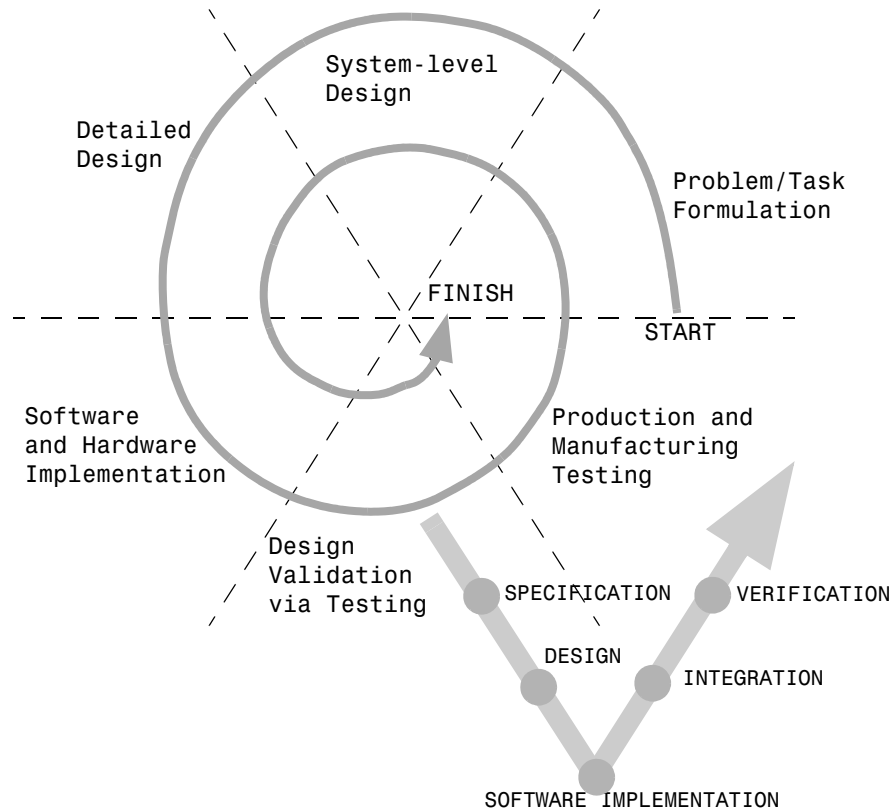 System-level
Design
Detailed
Design
Problem/Task
Formulation
FINISH
START
Software
and Hardware
Implementation
Production and
Manufacturing
Testing
Design
Validation
via Testing
SPECIFICATION
VERIFICATION
DESIGN
INTEGRATION
SOFTWARE IMPLEMENTATION